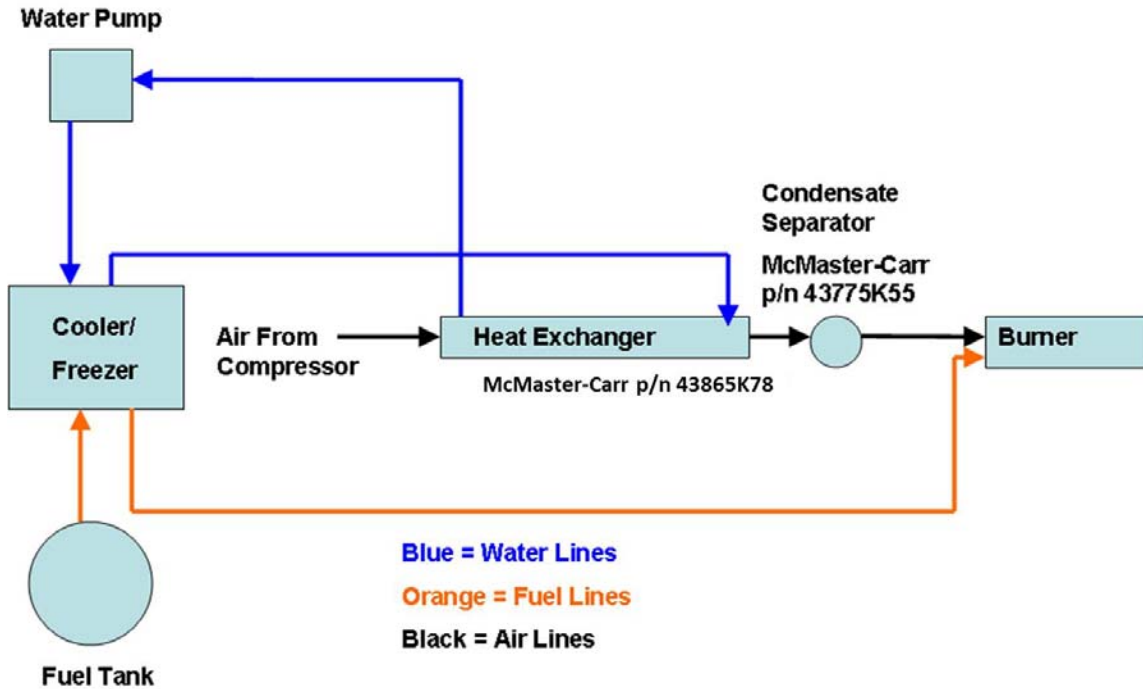 Water Pump
Condensate
Separator
McMaster-Carr
p/n 43775K55
Cooler/
Freezer
Air From
Compressor
Heat Exchanger
Burner
McMaster-Carr p/n 43865K78
Blue = Water Lines
Orange = Fuel Lines
Black = Air Lines
Fuel Tank